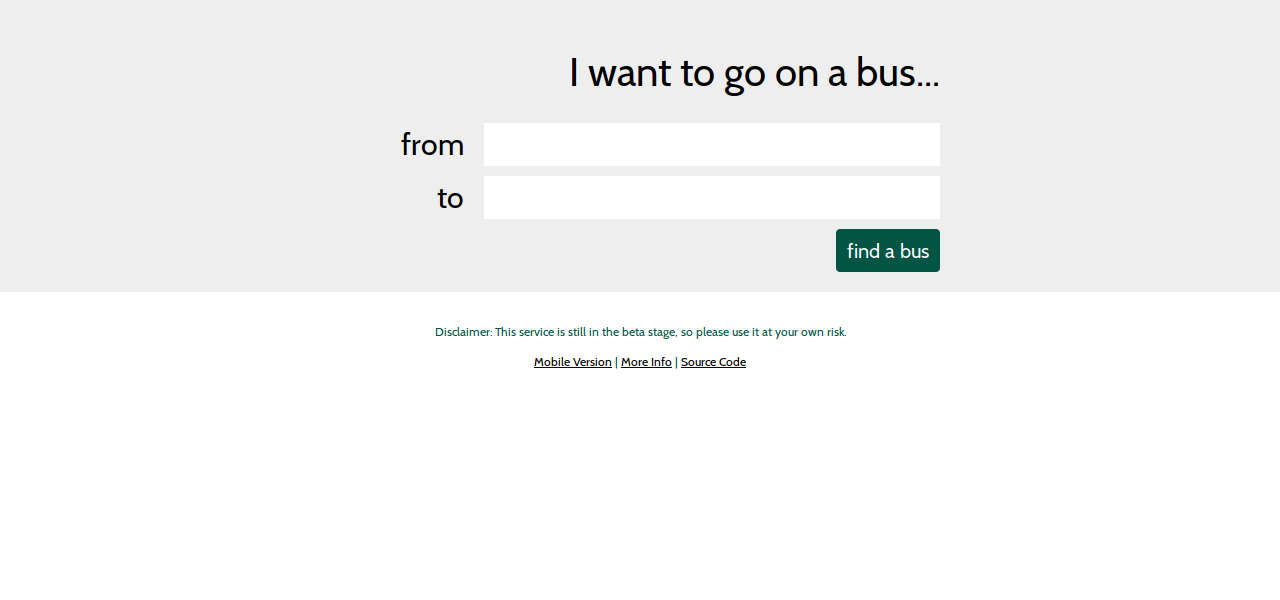 I want to go on a bus...
from
to
find a bus
Disclaimer: This service is still in the beta stage, so please use it at your own risk.
Mobile Version | More Info | Source Code